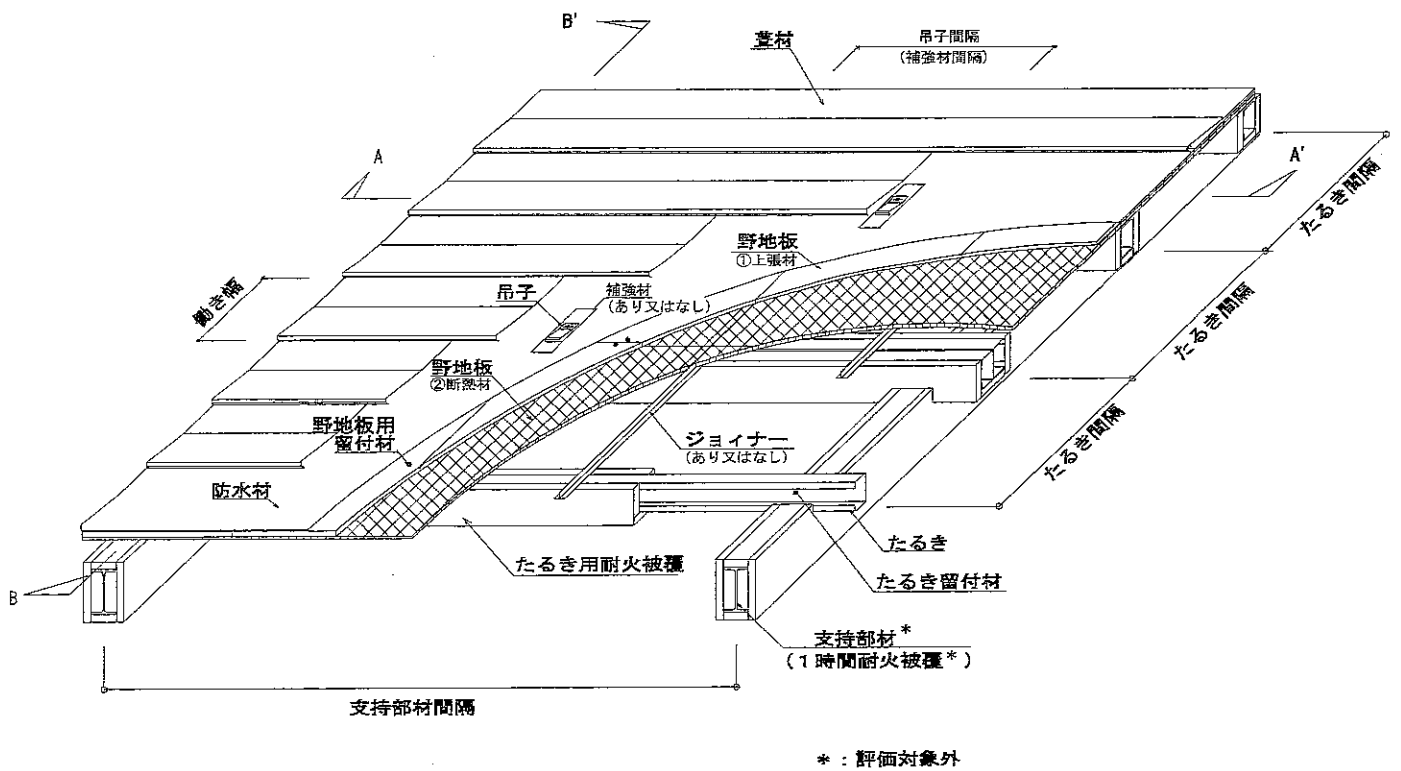 B'
葺材
吊子間隔
(補強材間隔)
A
A'
たるき間隔
野地板
①上張材
働き幅
吊子
補強材
(あり又はなし)
たるき間隔
野地板
②断熱材
野地板用
留付材
ジョイナー
(あり又はなし)
たるき間隔
防水材
たるき用耐火被覆
たるき
たるき留付材
B
支持部材*
(1時間耐火被覆*)
支持部材間隔
*:評価対象外